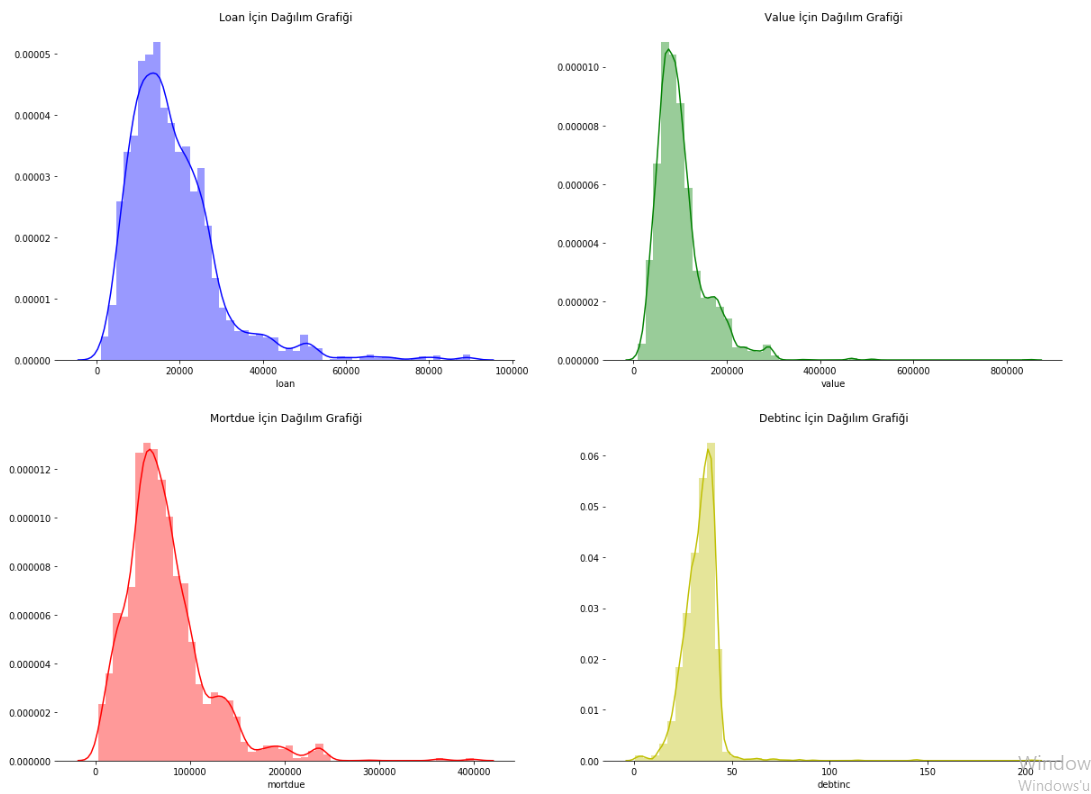 Loan İçin Dağılım Grafiği
0.00005
0.00004
0.00003
0.00002
0.00001
0.00000
0 20000 40000 60000 80000 100000
loan
Value İçin Dağılım Grafiği
0.000010
0.000008
0.000006
0.000004
0.000002
0.000000
0 200000 400000 600000 800000
value
Mortdue İçin Dağılım Grafiği
0.000012
0.000010
0.000008
0.000006
0.000004
0.000002
0.000000
0 100000 200000 300000 400000
mortdue
Debtinc İçin Dağılım Grafiği
0.06
0.05
0.04
0.03
0.02
0.01
0.00
0 50 100 150 200
debtinc
Window
Windows'u